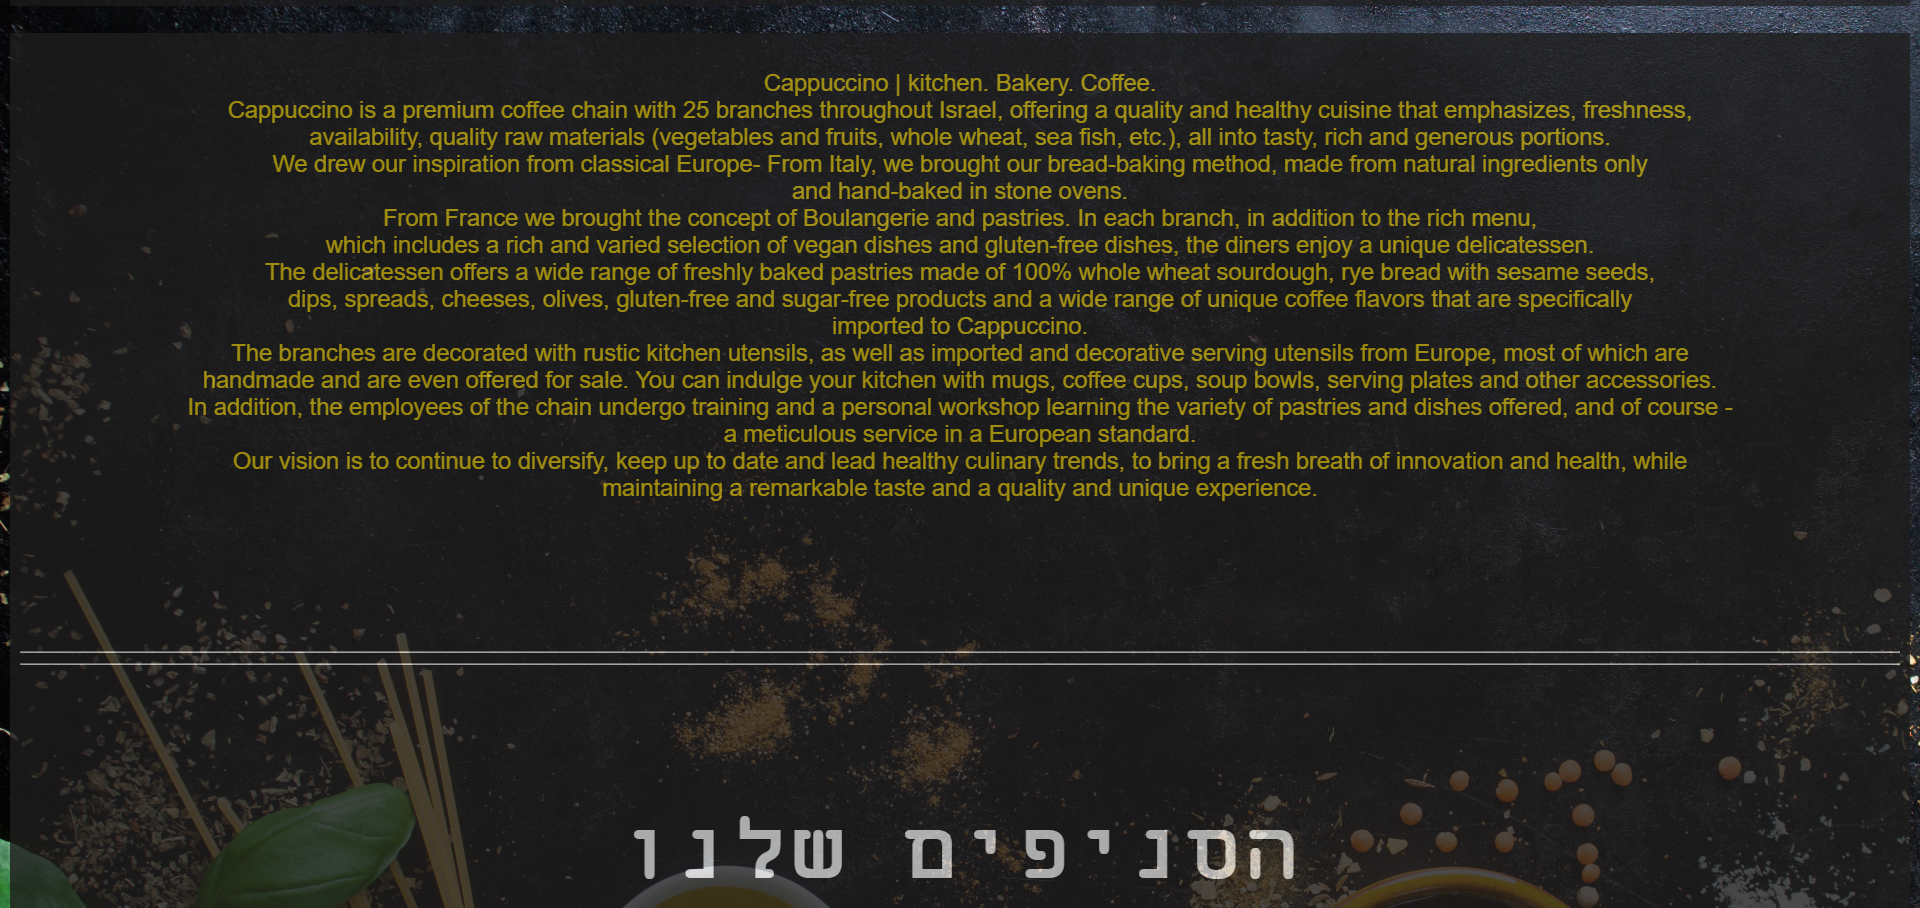 Cappuccino | kitchen. Bakery. Coffee.
Cappuccino is a premium coffee chain with 25 branches throughout Israel, offering a quality and healthy cuisine that emphasizes, freshness,
availability, quality raw materials (vegetables and fruits, whole wheat, sea fish, etc.), all into tasty, rich and generous portions.
We drew our inspiration from classical Europe- From Italy, we brought our bread-baking method, made from natural ingredients only
and hand-baked in stone ovens.
From France we brought the concept of Boulangerie and pastries. In each branch, in addition to the rich menu,
which includes a rich and varied selection of vegan dishes and gluten-free dishes, the diners enjoy a unique delicatessen.
The delicatessen offers a wide range of freshly baked pastries made of 100% whole wheat sourdough, rye bread with sesame seeds,
dips, spreads, cheeses, olives, gluten-free and sugar-free products and a wide range of unique coffee flavors that are specifically
imported to Cappuccino.
The branches are decorated with rustic kitchen utensils, as well as imported and decorative serving utensils from Europe, most of which are
handmade and are even offered for sale. You can indulge your kitchen with mugs, coffee cups, soup bowls, serving plates and other accessories.
In addition, the employees of the chain undergo training and a personal workshop learning the variety of pastries and dishes offered, and of course -
a meticulous service in a European standard.
Our vision is to continue to diversify, keep up to date and lead healthy culinary trends, to bring a fresh breath of innovation and health, while
maintaining a remarkable taste and a quality and unique experience.
הסניפים שלנו